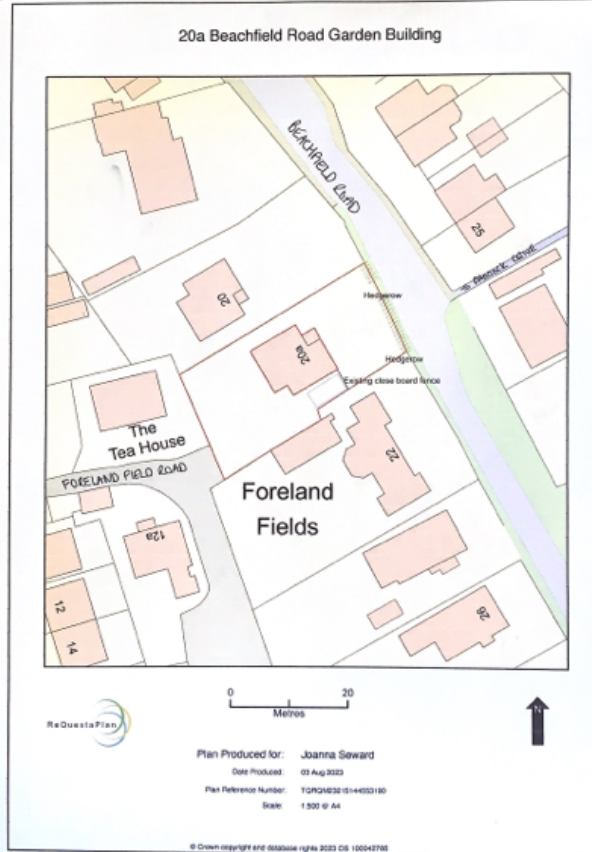 20a Beachfield Road Garden Building
BEACHFIELD ROAD
25
20
Hedgerow
20a
Hedgerow
Existing close board fence
The
Tea House
22
FORELAND FIELD ROAD
Foreland
Fields
12a
12
14
26
0 20
Metres
N
ReQuestaPlan
Plan Produced for: Joanna Seward
Date Produced: 03 Aug 2023
Plan Reference Number:
Scale: 1:500 @ A4
© Crown copyright and database rights 2023 OS 100042766